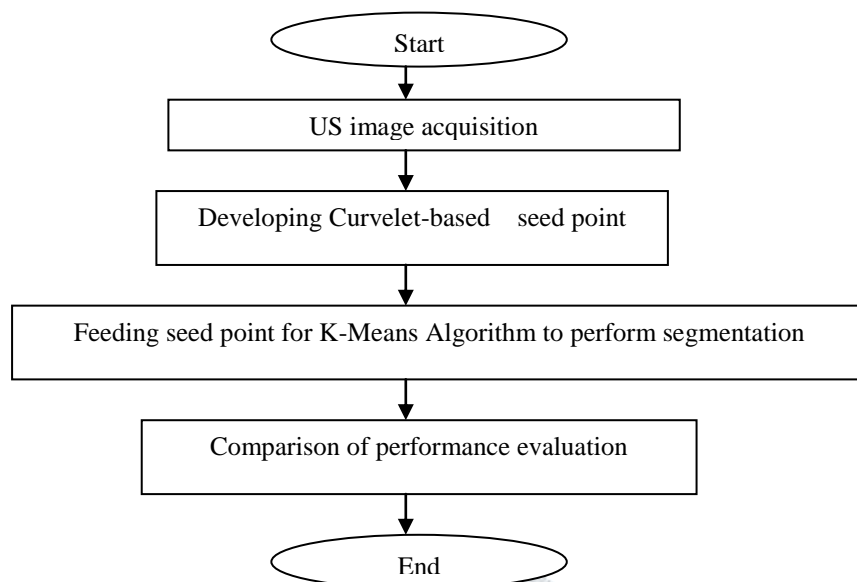 Start
US image acquisition
Developing Curvelet-based seed point
Feeding seed point for K-Means Algorithm to perform segmentation
Comparison of performance evaluation
End